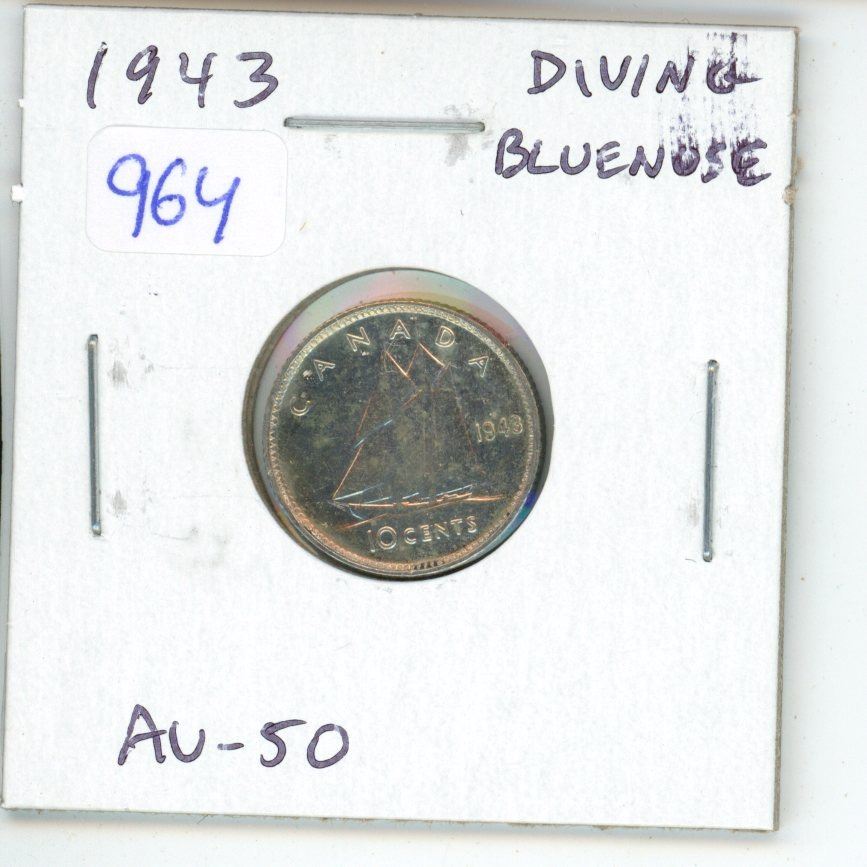 1943
DIVING
BLUENOSE
964
CANADA
1943
10 CENTS
AU-50